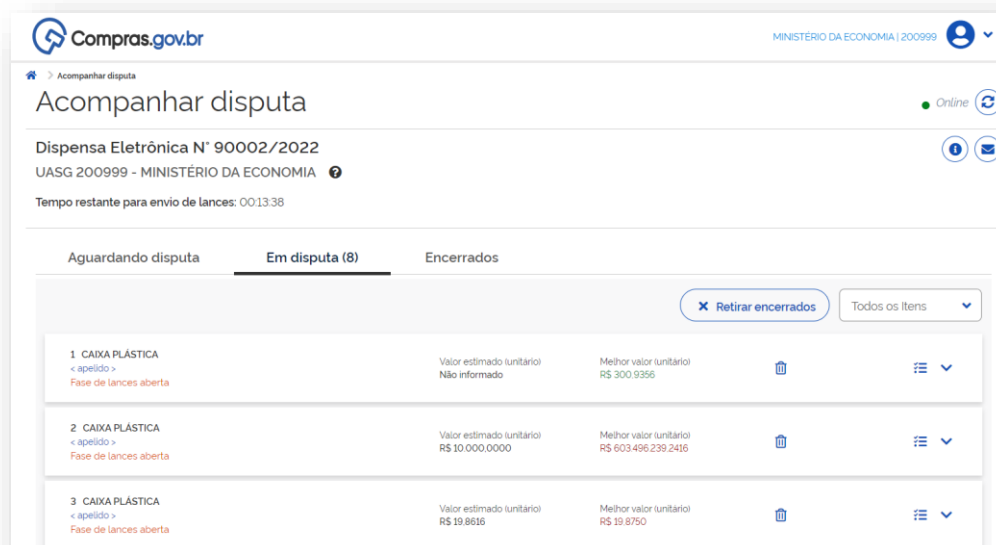 Compras.gov.br
MINISTÉRIO DA ECONOMIA | 200999
Acompanhar disputa
Acompanhar disputa
Online
Dispensa Eletrônica N° 90002/2022
UASG 200999 - MINISTÉRIO DA ECONOMIA
Tempo restante para envio de lances: 00:13:38
Aguardando disputa Em disputa (8) Encerrados
Retirar encerrados Todos os Itens
1 CAIXA PLÁSTICA
< apelido >
Fase de lances aberta
Valor estimado (unitário)
Não informado
Melhor valor (unitário)
R$ 300,9356
2 CAIXA PLÁSTICA
< apelido >
Fase de lances aberta
Valor estimado (unitário)
R$ 10.000,0000
Melhor valor (unitário)
R$ 603.496.239,2416
3 CAIXA PLÁSTICA
< apelido >
Fase de lances aberta
Valor estimado (unitário)
R$ 19,8616
Melhor valor (unitário)
R$ 19,8750